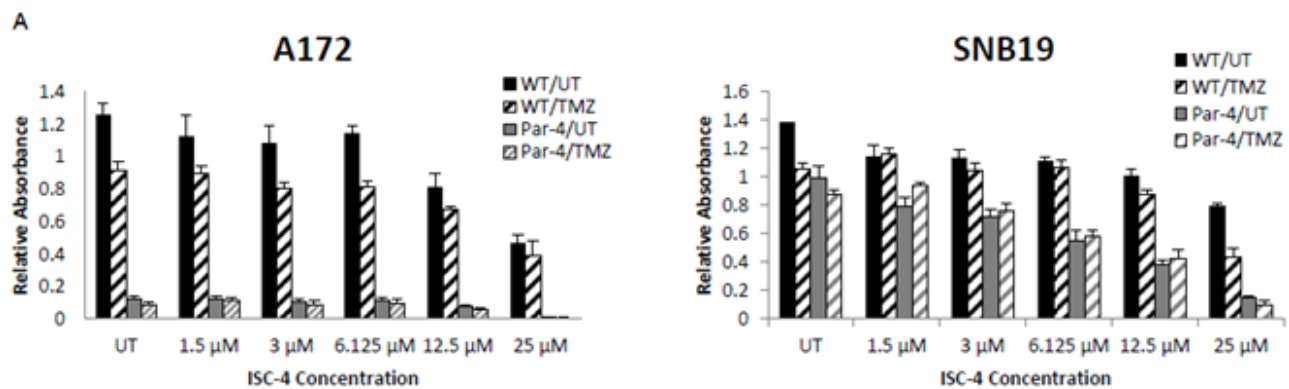 A
A172
WT/UT
WT/TMZ
Par-4/UT
Par-4/TMZ
Relative Absorbance
1.4
1.2
1
0.8
0.6
0.4
0.2
0
UT 1.5 µM 3 µM 6.125 µM 12.5 µM 25 µM
ISC-4 Concentration
SNB19
WT/UT
WT/TMZ
Par-4/UT
Par-4/TMZ
Relative Absorbance
1.6
1.4
1.2
1
0.8
0.6
0.4
0.2
0
UT 1.5 µM 3 µM 6.125 µM 12.5 µM 25 µM
ISC-4 Concentration